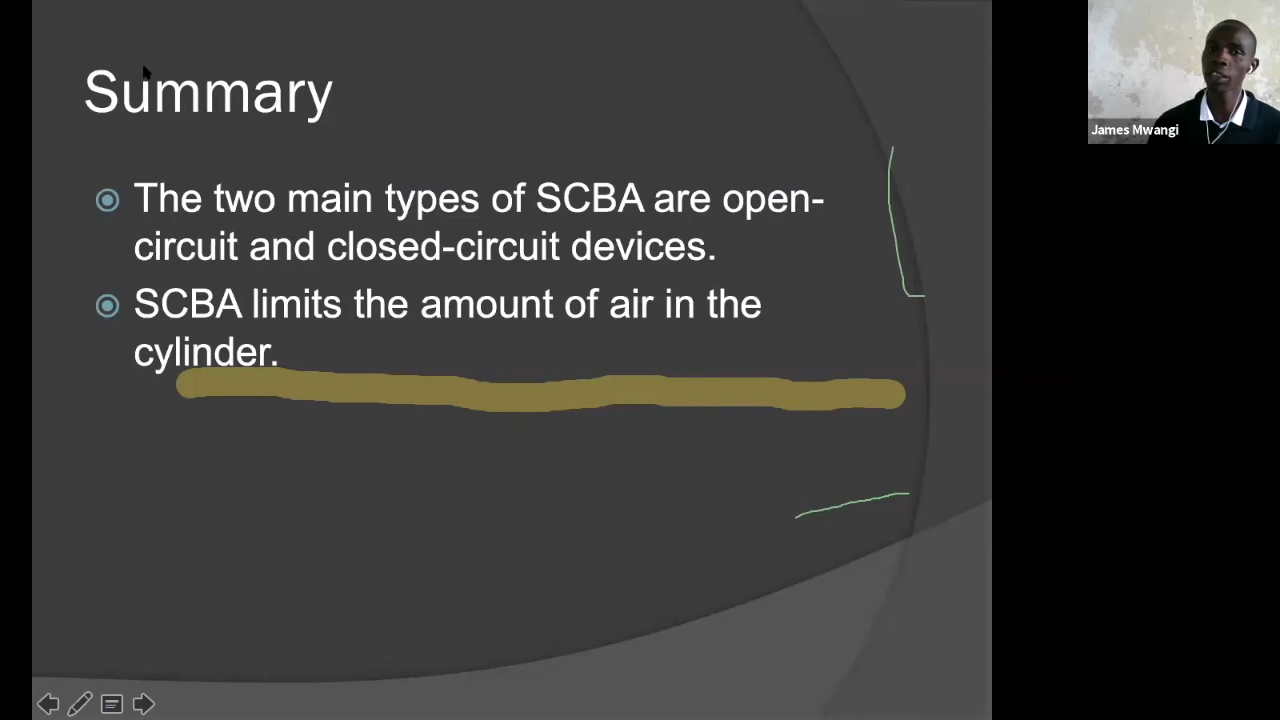 Summary
The two main types of SCBA are open-
circuit and closed-circuit devices.
SCBA limits the amount of air in the
cylinder.
James Mwangi